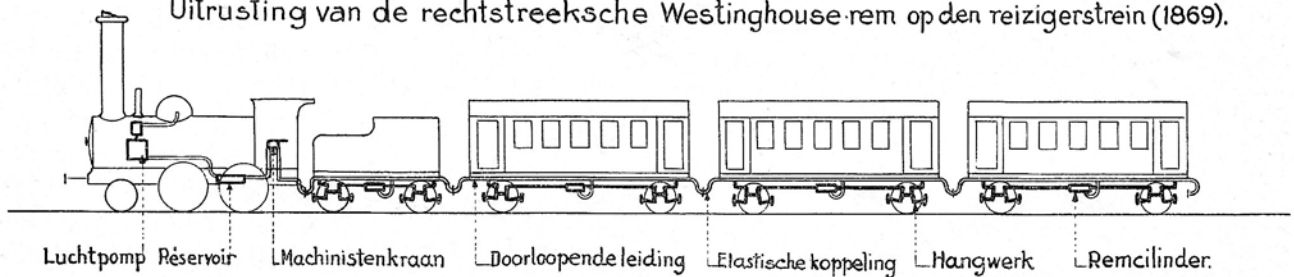 Uitrusting van de rechtstreeksche Westinghouse-rem op den reizigerstrein (1869).
Luchtpomp Réservoir Machinistenkraan Doorloopende leiding Elastische koppeling Hangwerk Remcilinder.